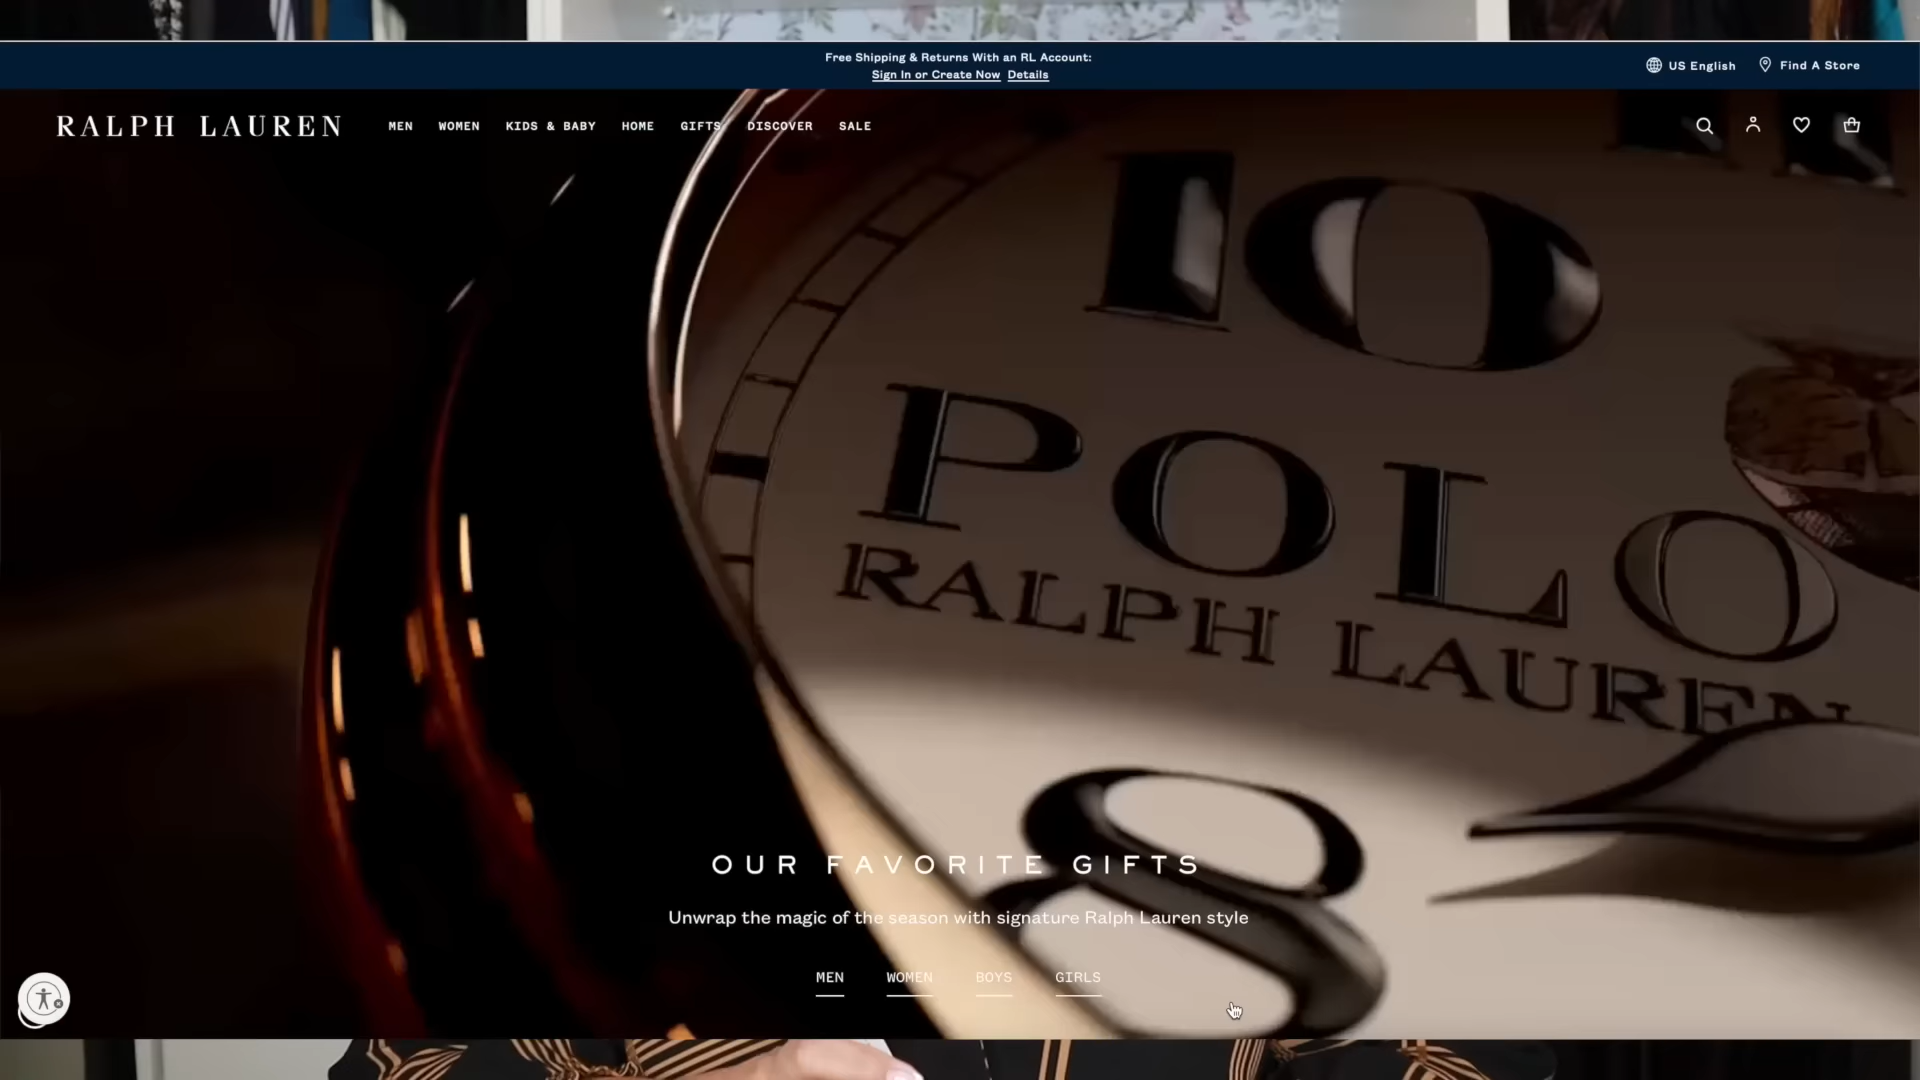 Free Shipping & Returns With an RL Account:
Sign In or Create Now Details
US English
Find A Store
RALPH LAUREN
MEN
WOMEN
KIDS & BABY
HOME
GIFTS
DISCOVER
SALE
10
POLO
RALPH LAUREN
8
OUR FAVORITE GIFTS
Unwrap the magic of the season with signature Ralph Lauren style
MEN
WOMEN
BOYS
GIRLS